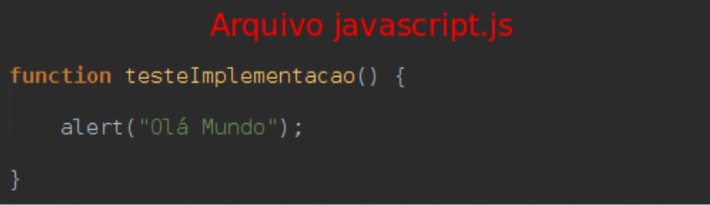 Arquivo javascript.js
function testeImplementacao() {
alert("Olá Mundo");
}